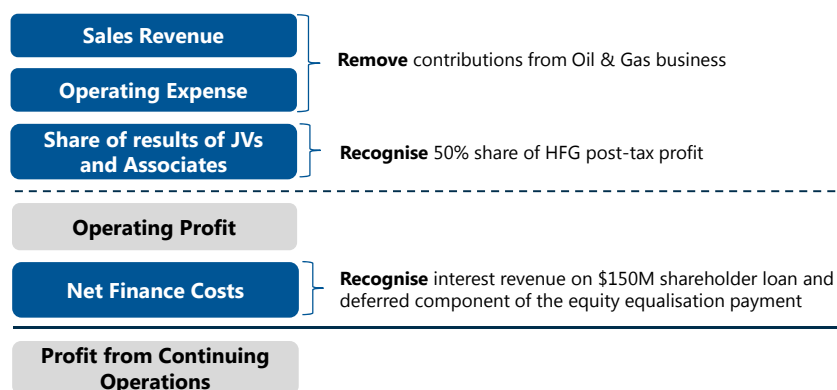 Sales Revenue
Remove contributions from Oil & Gas business
Operating Expense
Share of results of JVs
and Associates
Recognise 50% share of HFG post-tax profit
Operating Profit
Net Finance Costs
Recognise interest revenue on $150M shareholder loan and
deferred component of the equity equalisation payment
Profit from Continuing
Operations